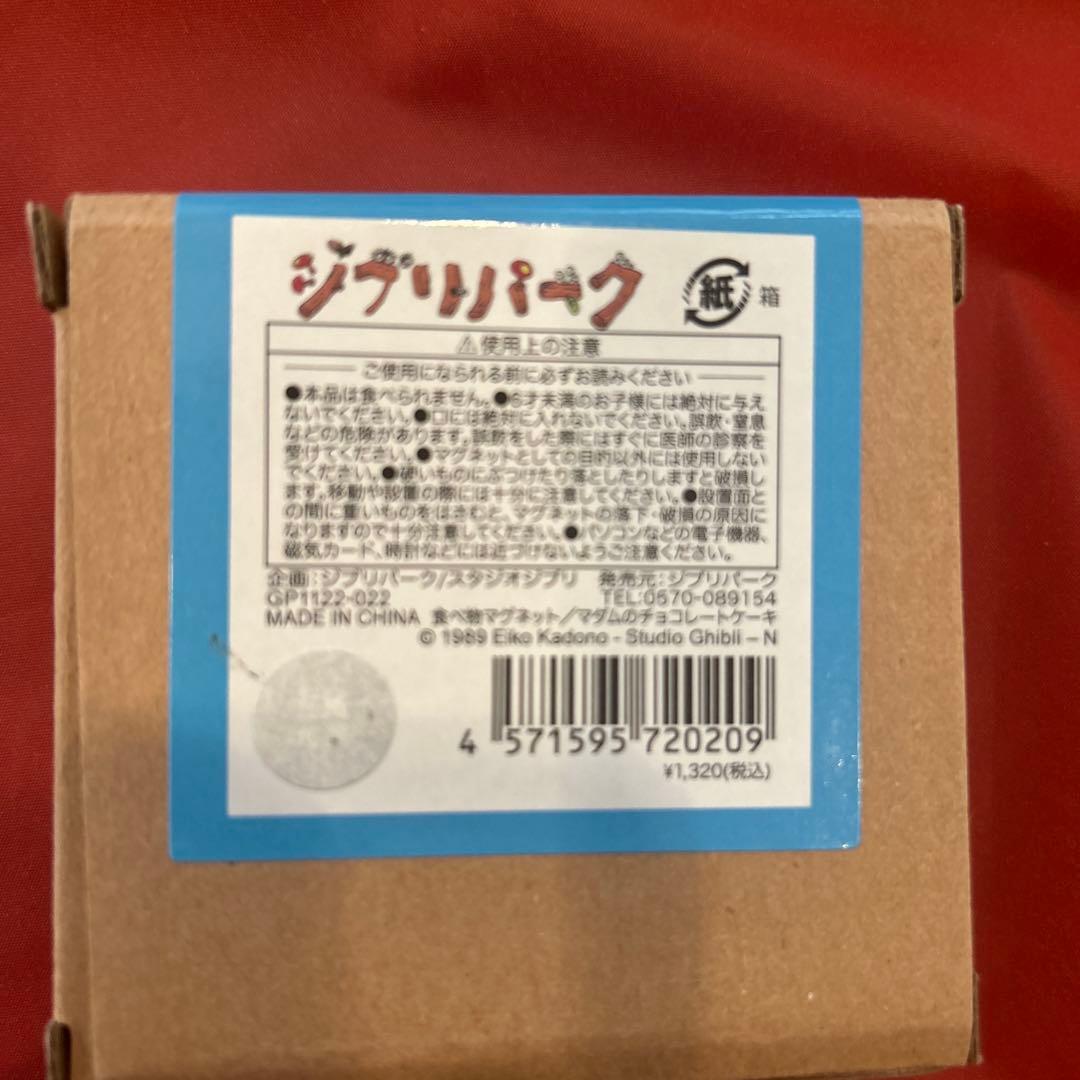 ジブリパーク
紙 箱
⚠使用上の注意
ご使用になられる前に必ずお読みください
●本品は食べられません。●6才未満のお子様には絶対に与え
ないでください。●口には絶対に入れないでください。誤飲・窒息
などの危険があります。誤飲をした際にはすぐに医師の診察を
受けてください。●マグネットとしての目的以外には使用しない
でください。●硬いものにぶつけたり落としたりしますと破損し
ます。移動や設置の際には十分に注意してください。●設置面と
の間に重いものをはさむと、マグネットの落下・破損の原因に
なりますので十分注意してください。●パソコンなどの電子機器、
磁気カード、時計などには近づけないようご注意ください。
企画:ジブリパーク/スタジオジブリ 発売元:ジブリパーク
GP1122-022 TEL:0570-089154
MADE IN CHINA 食べ物マグネット/マダムのチョコレートケーキ
© 1989 Eiko Kadono - Studio Ghibli – N
4 571595 720209
¥1,320(税込)